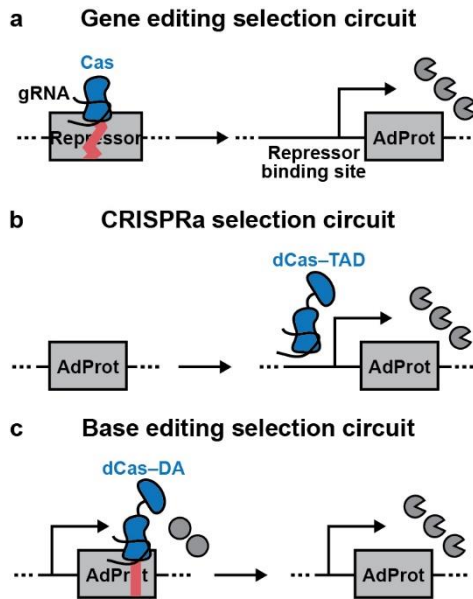 a Gene editing selection circuit
Cas
gRNA
Repressor
Repressor
binding site
AdProt
b CRISPRa selection circuit
dCas–TAD
AdProt
AdProt
c Base editing selection circuit
dCas–DA
AdProt
AdProt